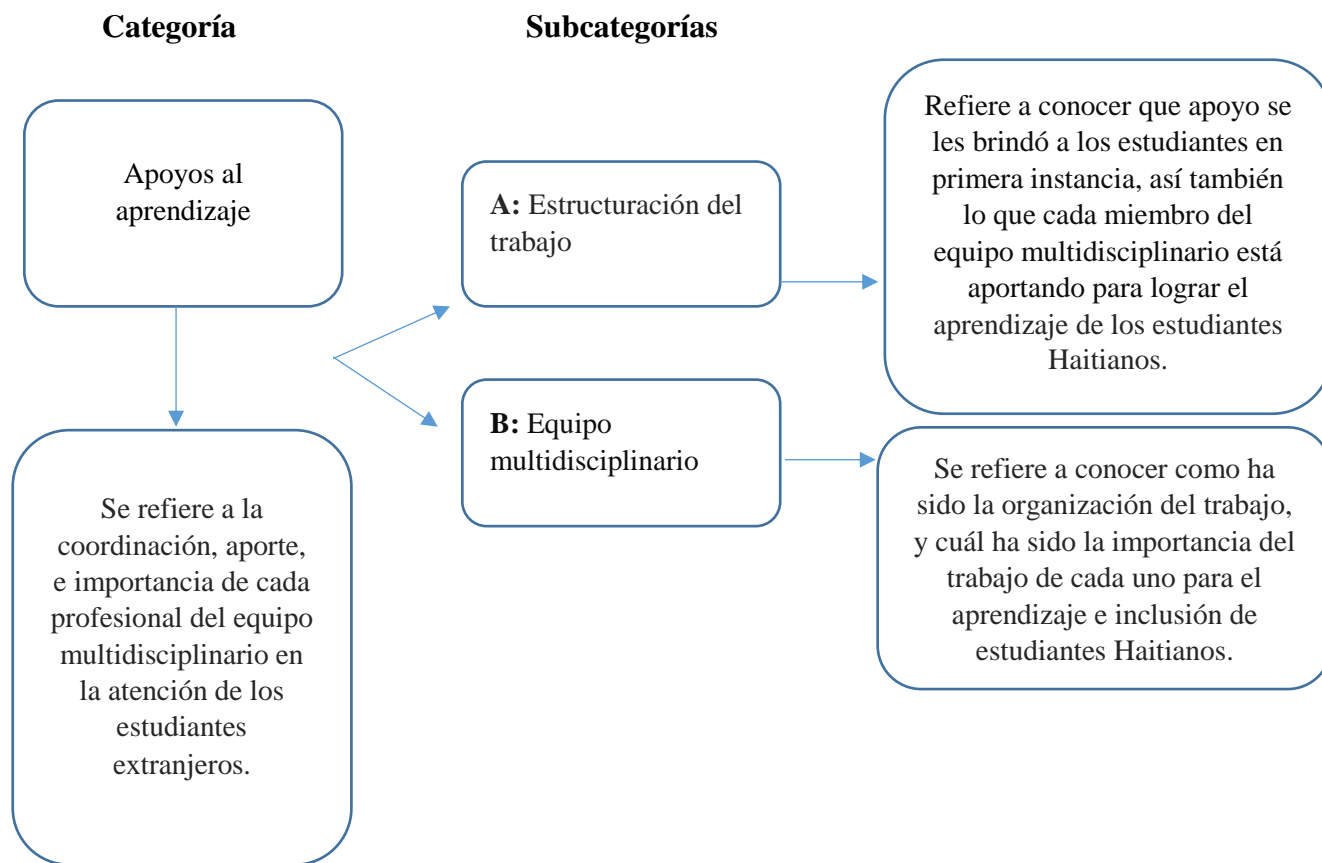 Categoría
Subcategorías
Apoyos al
aprendizaje
Se refiere a la
coordinación, aporte,
e importancia de cada
profesional del equipo
multidisciplinario en
la atención de los
estudiantes
extranjeros.
A: Estructuración del
trabajo
Refiere a conocer que apoyo se
les brindó a los estudiantes en
primera instancia, así también
lo que cada miembro del
equipo multidisciplinario está
aportando para lograr el
aprendizaje de los estudiantes
Haitianos.
B: Equipo
multidisciplinario
Se refiere a conocer como ha
sido la organización del trabajo,
y cuál ha sido la importancia del
trabajo de cada uno para el
aprendizaje e inclusión de
estudiantes Haitianos.